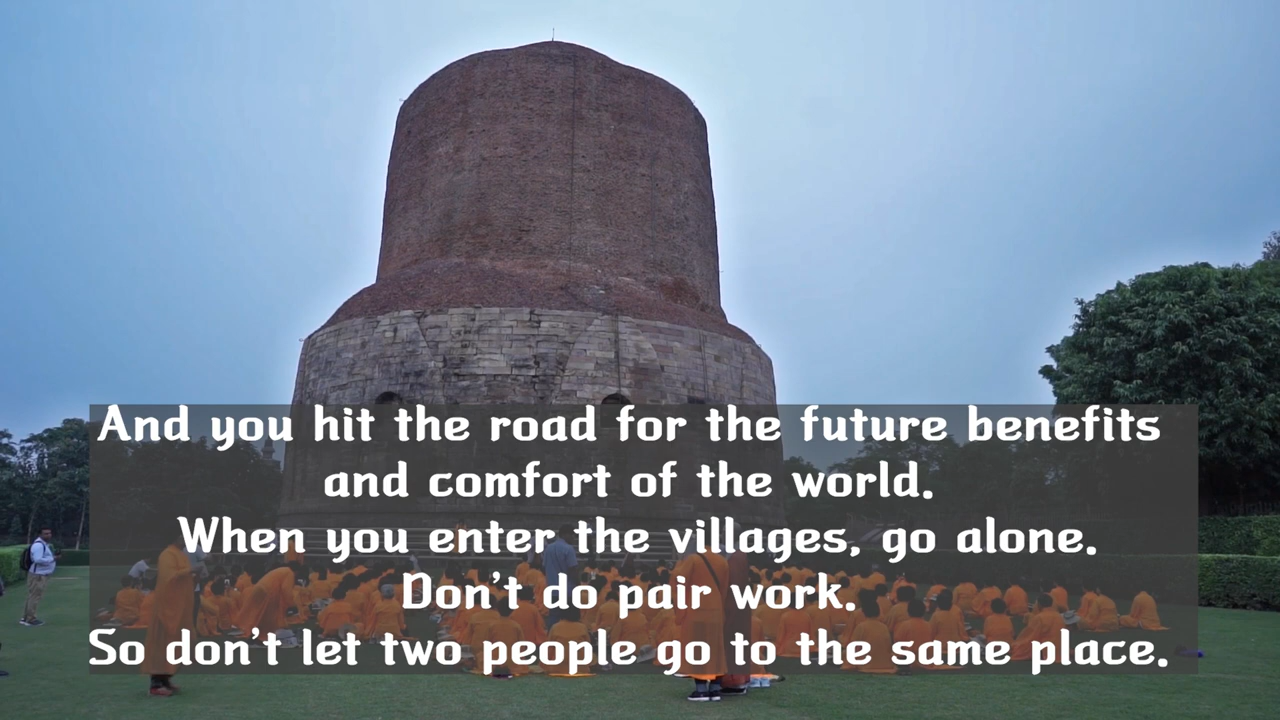 And you hit the road for the future benefits
and comfort of the world.
When you enter the villages, go alone.
Don't do pair work.
So don't let two people go to the same place.